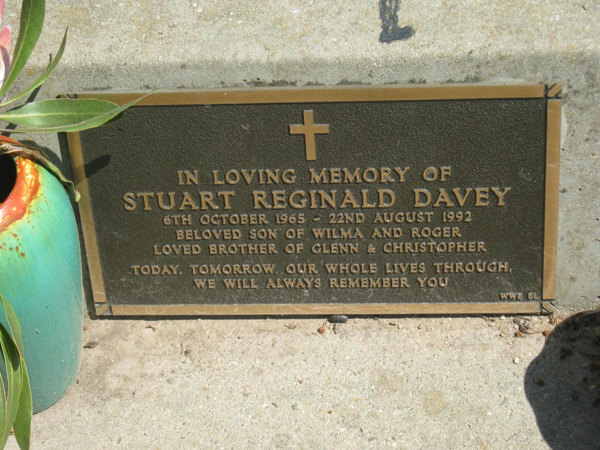 IN LOVING MEMORY OF
STUART REGINALD DAVEY
6TH OCTOBER 1965 - 22ND AUGUST 1992
BELOVED SON OF WILMA AND ROGER
LOVED BROTHER OF GLENN & CHRISTOPHER
TODAY, TOMORROW, OUR WHOLE LIVES THROUGH,
WE WILL ALWAYS REMEMBER YOU